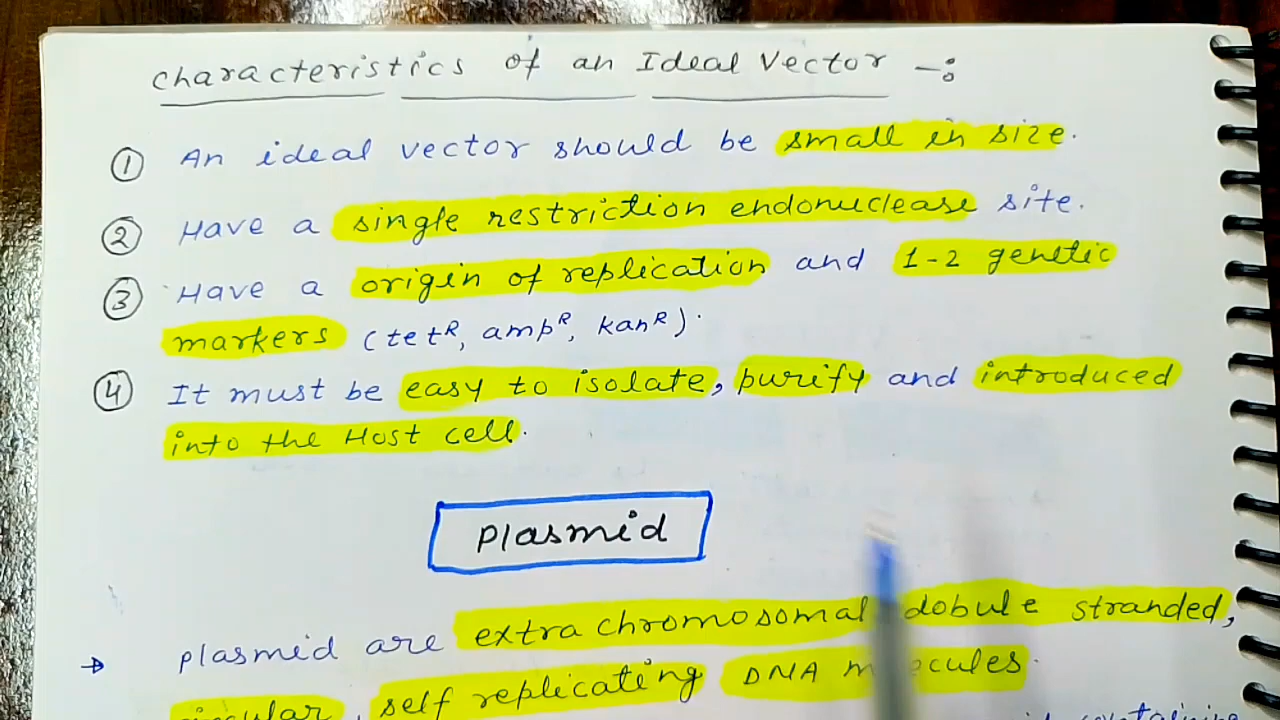 Characteristics of an Ideal Vector -:
① An ideal vector should be small in size.
② Have a single restriction endonuclease site.
③ Have a origin of replication and 1-2 genetic
markers (tetᴿ, ampᴿ, kanᴿ).
④ It must be easy to isolate, purify and introduced
into the Host cell.
Plasmid
→ plasmid are extra chromosomal dobule stranded,
circular, self replicating DNA molecules.
containing